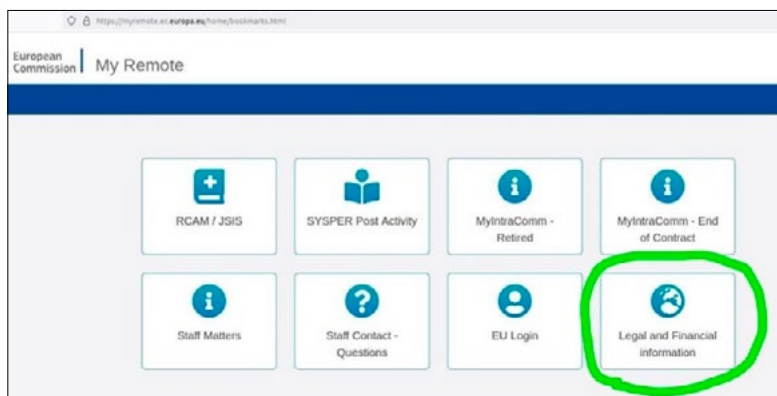 https://myremote.ec.europa.eu/home/bookmarks.html
European
Commission
My Remote
RCAM / JSIS
SYSPER Post Activity
MyIntraComm -
Retired
MyIntraComm - End
of Contract
Staff Matters
Staff Contact -
Questions
EU Login
Legal and Financial
information